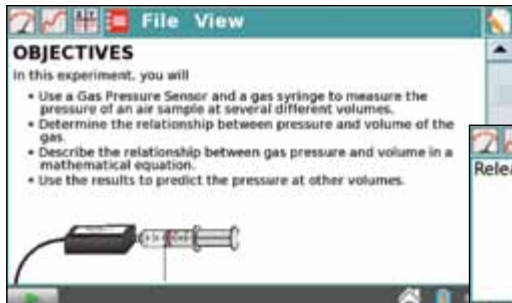 File View
OBJECTIVES
In this experiment, you will
• Use a Gas Pressure Sensor and a gas syringe to measure the
pressure of an air sample at several different volumes.
• Determine the relationship between pressure and volume of the
gas.
• Describe the relationship between gas pressure and volume in a
mathematical equation.
• Use the results to predict the pressure at other volumes.
Relea